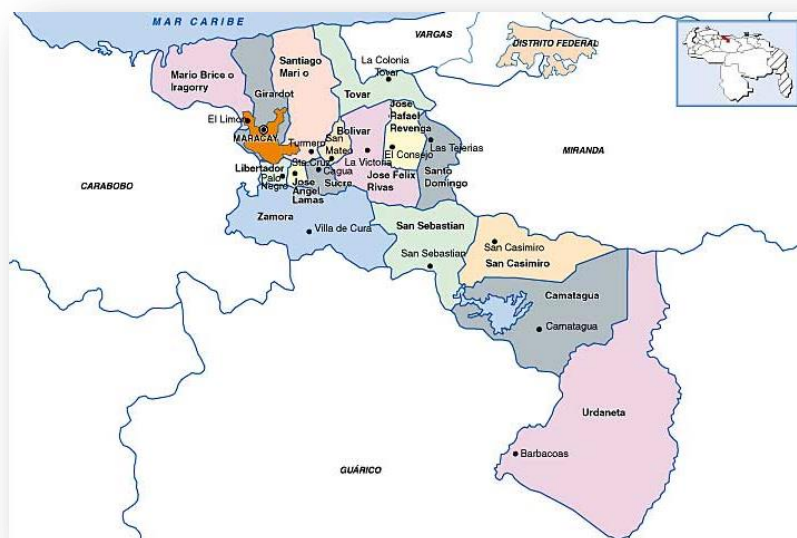 MAR CARIBE
VARGAS
DISTRITO FEDERAL
La Colonia
Tovar
Santiago
Mari o
Mario Brice o
Iragorry
Girardot
Tovar
Jose
Rafael
Revenga
El Limon
MARACAY
Bolivar
San
Mateo
Turmero
Las Tejerias
El Consejo
La Victoria
MIRANDA
Libertador
Sta Cruz
Cagua
Palo
Negro
Jose
Angel
Lamas
Sucre
Jose Felix
Rivas
Santo
Domingo
CARABOBO
Zamora
Villa de Cura
San Sebastian
San Sebastian
San Casimiro
San Casimiro
Camatagua
Camatagua
Urdaneta
Barbacoas
GUÁRICO